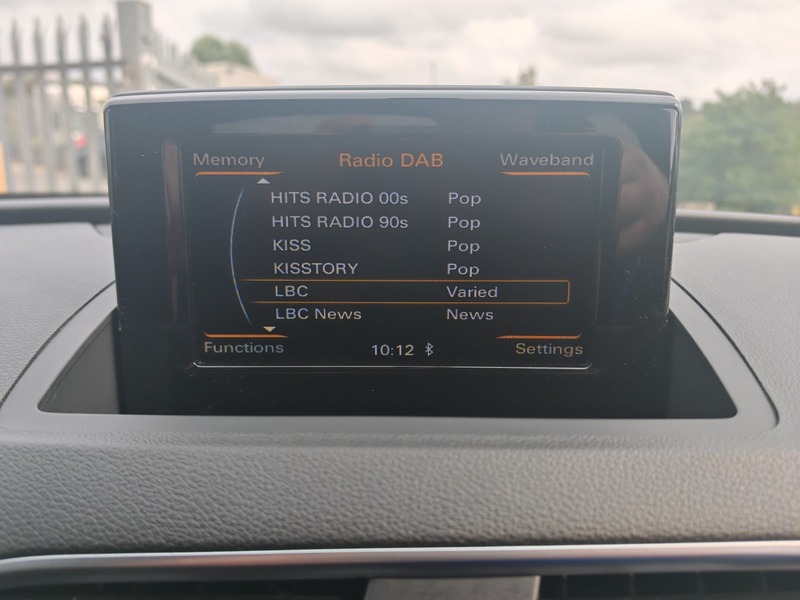 Memory Radio DAB Waveband
HITS RADIO 00s Pop
HITS RADIO 90s Pop
KISS Pop
KISSTORY Pop
LBC Varied
LBC News News
Functions 10:12 Settings